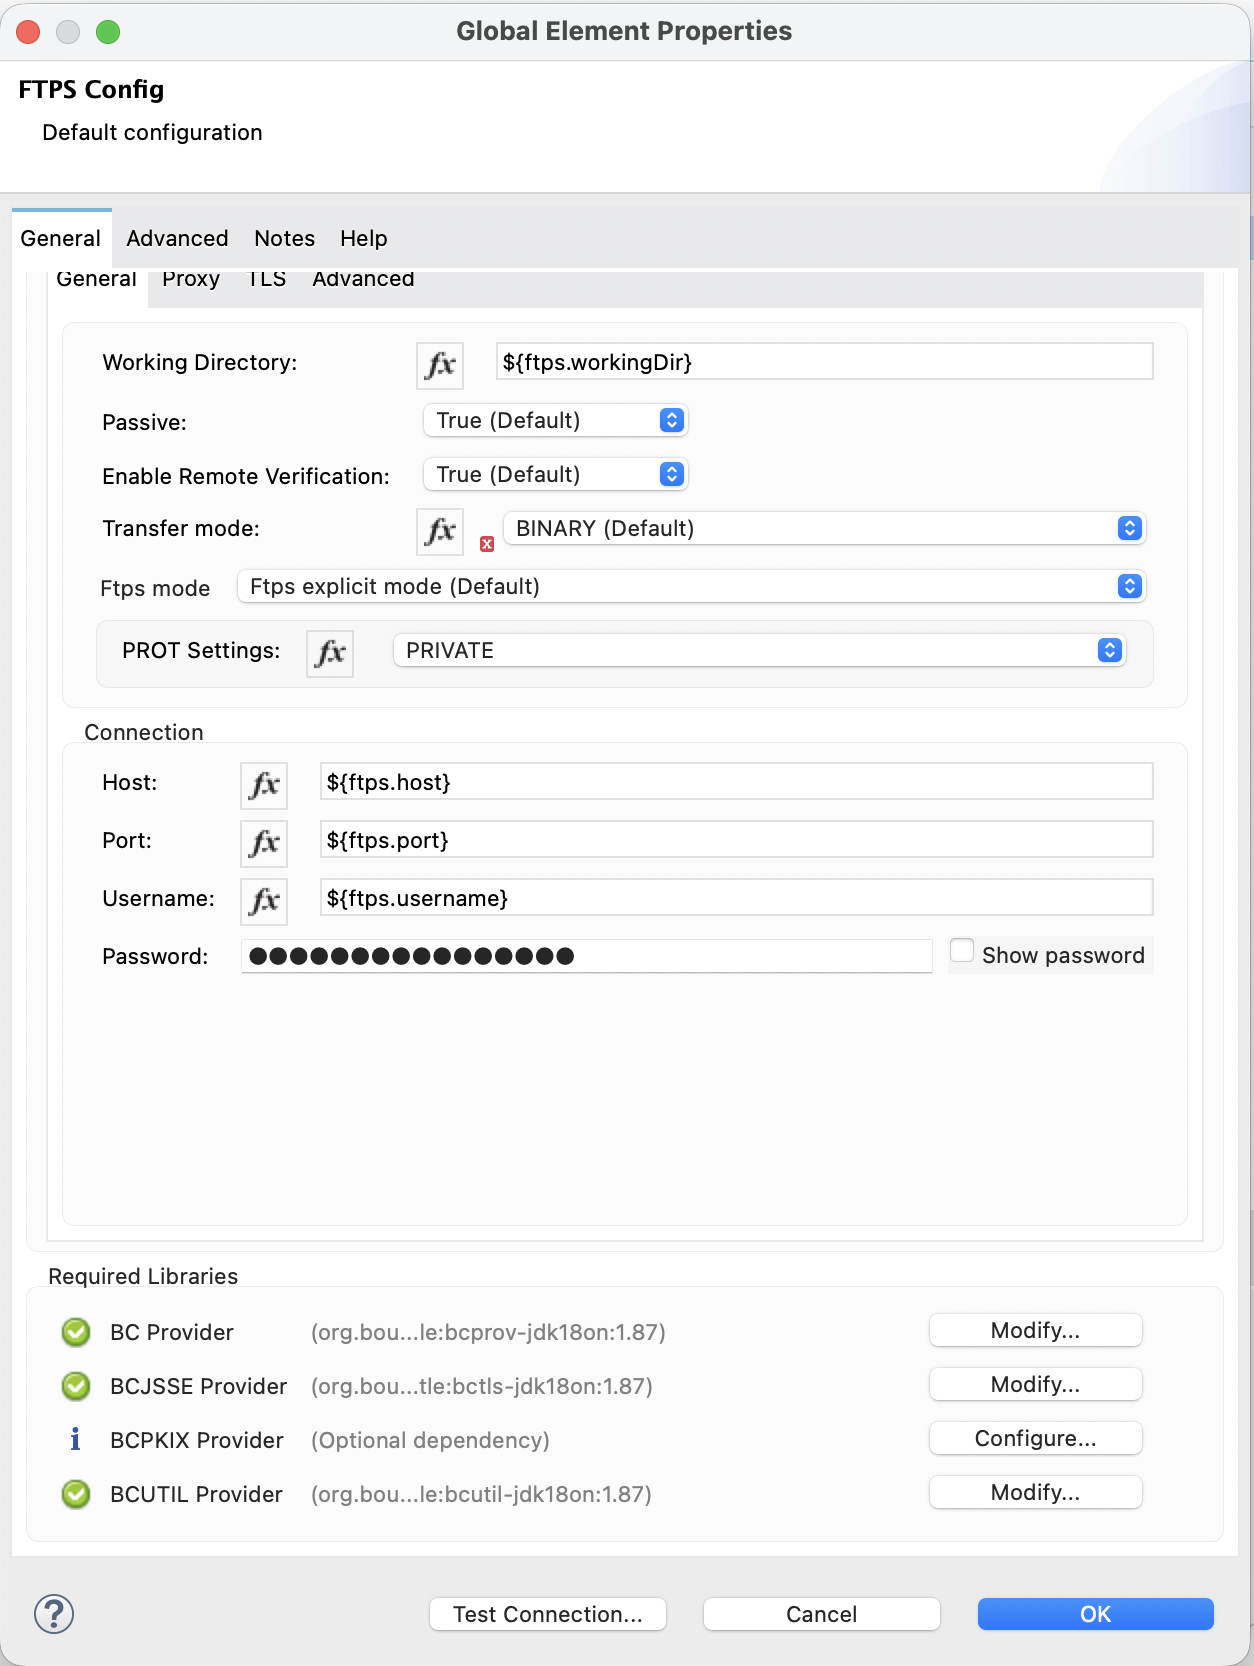 Global Element Properties
FTPS Config
Default configuration
General Advanced Notes Help
General Proxy TLS Advanced
Working Directory: fx ${ftps.workingDir}
Passive: True (Default)
Enable Remote Verification: True (Default)
Transfer mode: fx BINARY (Default)
Ftps mode Ftps explicit mode (Default)
PROT Settings: fx PRIVATE
Connection
Host: fx ${ftps.host}
Port: fx ${ftps.port}
Username: fx ${ftps.username}
Password: ●●●●●●●●●●●●●●●● Show password
Required Libraries
BC Provider (org.bou...le:bcprov-jdk18on:1.87) Modify...
BCJSSE Provider (org.bou...tle:bctls-jdk18on:1.87) Modify...
i BCPKIX Provider (Optional dependency) Configure...
BCUTIL Provider (org.bou...le:bcutil-jdk18on:1.87) Modify...
? Test Connection... Cancel OK